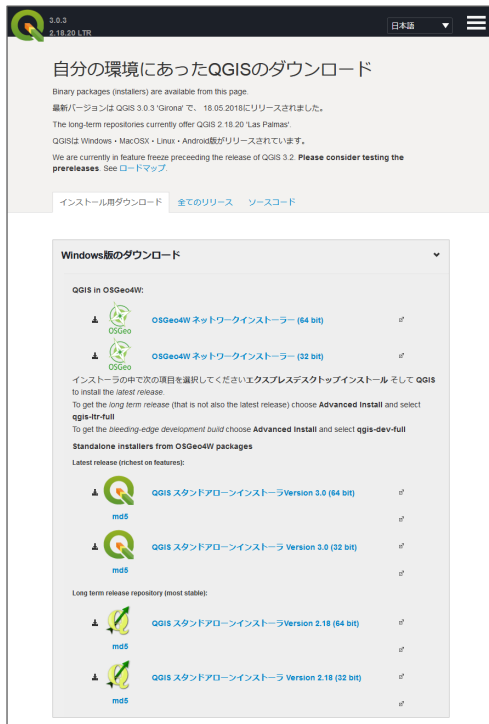 3.0.3
2.18.20 LTR
日本語
自分の環境にあったQGISのダウンロード
Binary packages (installers) are available from this page.
最新バージョンは QGIS 3.0.3 'Girona' で、 18.05.2018にリリースされました。
The long-term repositories currently offer QGIS 2.18.20 'Las Palmas'.
QGISは Windows・MacOSX・Linux・Android版がリリースされています。
We are currently in feature freeze preceeding the release of QGIS 3.2. Please consider testing the
prereleases. See ロードマップ.
インストール用ダウンロード 全てのリリース ソースコード
Windows版のダウンロード
QGIS in OSGeo4W:
OSGeo
OSGeo4W ネットワークインストーラー (64 bit)
OSGeo
OSGeo4W ネットワークインストーラー (32 bit)
インストーラの中で次の項目を選択してくださいエクスプレスデスクトップインストール そして QGIS
to install the latest release.
To get the long term release (that is not also the latest release) choose Advanced Install and select
qgis-ltr-full
To get the bleeding-edge development build choose Advanced Install and select qgis-dev-full
Standalone installers from OSGeo4W packages
Latest release (richest on features):
QGIS スタンドアローンインストーラVersion 3.0 (64 bit)
md5
QGIS スタンドアローンインストーラ Version 3.0 (32 bit)
md5
Long term release repository (most stable):
QGIS スタンドアローンインストーラVersion 2.18 (64 bit)
md5
QGIS スタンドアローンインストーラ Version 2.18 (32 bit)
md5